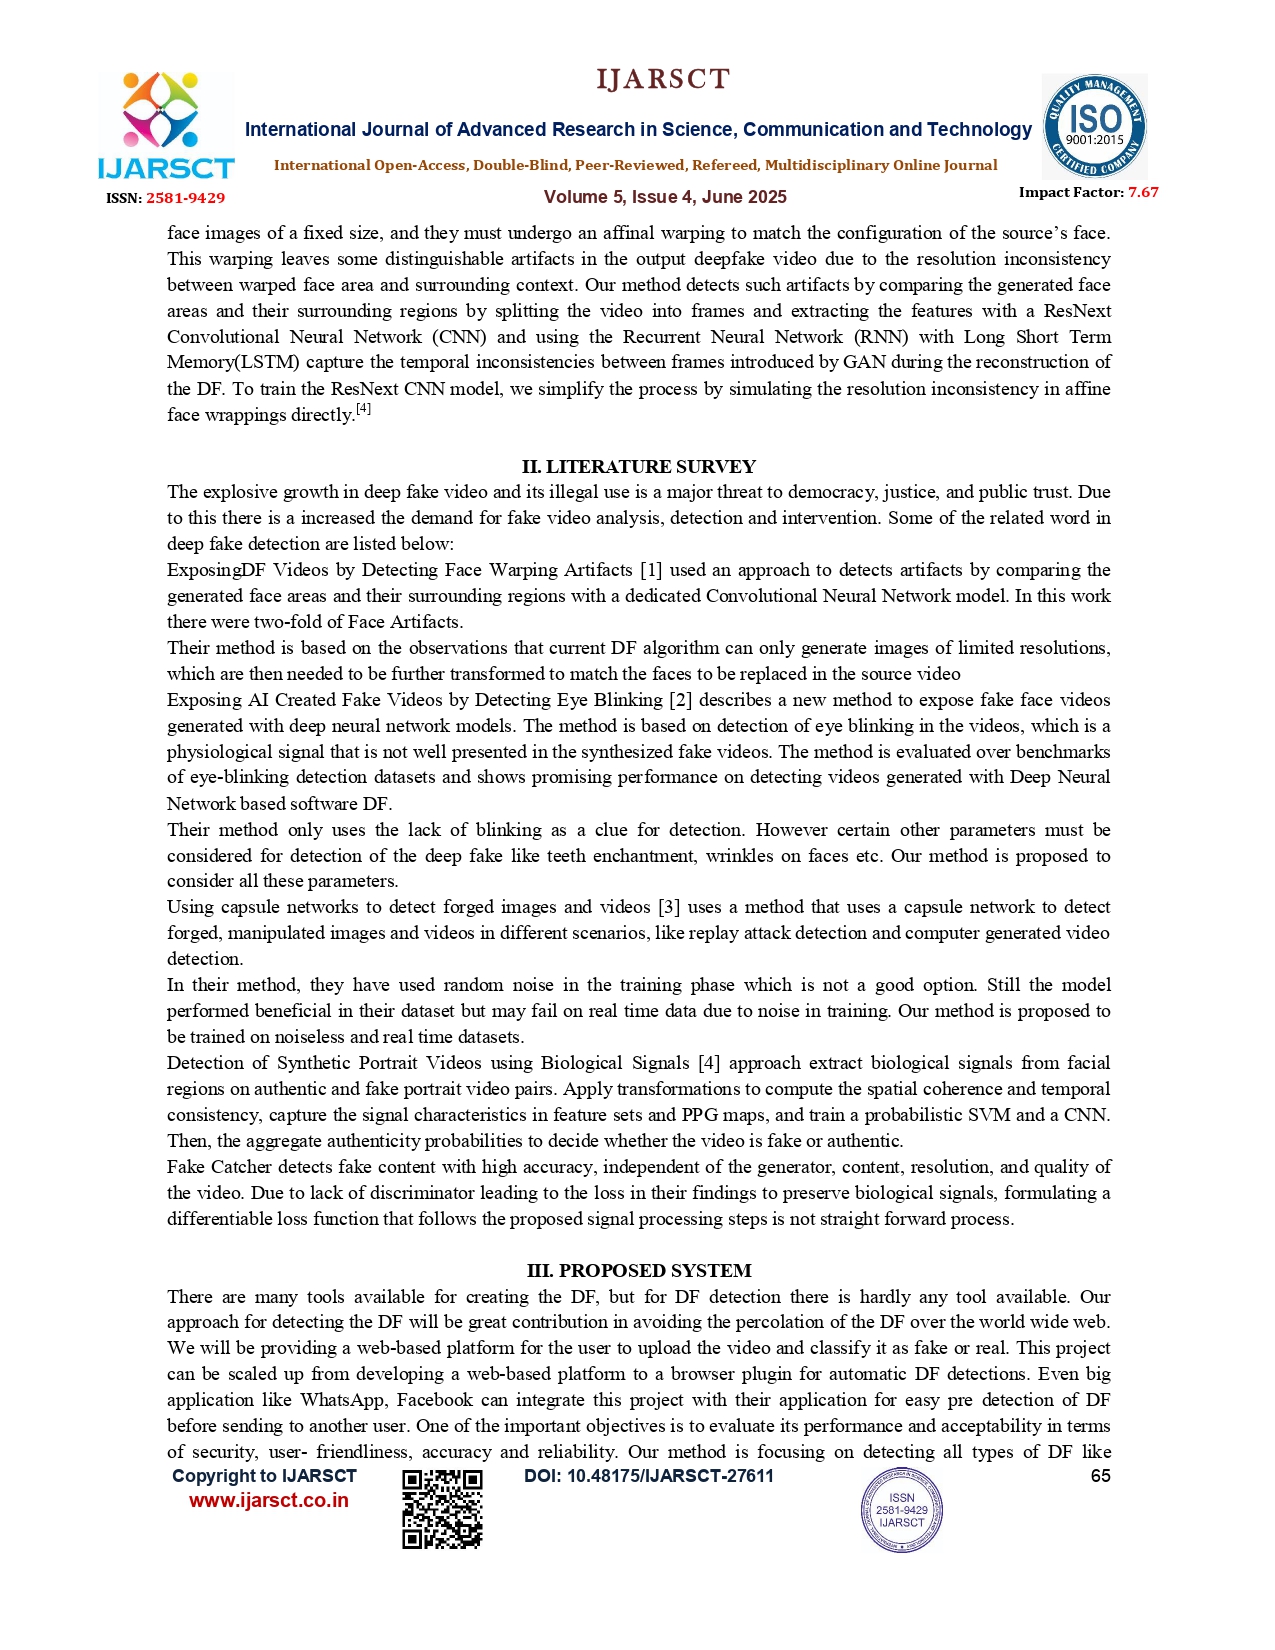 IJARSCT
International Journal of Advanced Research in Science, Communication and Technology
International Open-Access, Double-Blind, Peer-Reviewed, Refereed, Multidisciplinary Online Journal
IJARSCT
ISSN: 2581-9429
Volume 5, Issue 4, June 2025
QUALITY MANAGEMENT
ISO
9001:2015
CERTIFIED COMPANY
Impact Factor: 7.67
face images of a fixed size, and they must undergo an affinal warping to match the configuration of the source’s face.
This warping leaves some distinguishable artifacts in the output deepfake video due to the resolution inconsistency
between warped face area and surrounding context. Our method detects such artifacts by comparing the generated face
areas and their surrounding regions by splitting the video into frames and extracting the features with a ResNext
Convolutional Neural Network (CNN) and using the Recurrent Neural Network (RNN) with Long Short Term
Memory(LSTM) capture the temporal inconsistencies between frames introduced by GAN during the reconstruction of
the DF. To train the ResNext CNN model, we simplify the process by simulating the resolution inconsistency in affine
face wrappings directly.[4]
II. LITERATURE SURVEY
The explosive growth in deep fake video and its illegal use is a major threat to democracy, justice, and public trust. Due
to this there is a increased the demand for fake video analysis, detection and intervention. Some of the related word in
deep fake detection are listed below:
ExposingDF Videos by Detecting Face Warping Artifacts [1] used an approach to detects artifacts by comparing the
generated face areas and their surrounding regions with a dedicated Convolutional Neural Network model. In this work
there were two-fold of Face Artifacts.
Their method is based on the observations that current DF algorithm can only generate images of limited resolutions,
which are then needed to be further transformed to match the faces to be replaced in the source video
Exposing AI Created Fake Videos by Detecting Eye Blinking [2] describes a new method to expose fake face videos
generated with deep neural network models. The method is based on detection of eye blinking in the videos, which is a
physiological signal that is not well presented in the synthesized fake videos. The method is evaluated over benchmarks
of eye-blinking detection datasets and shows promising performance on detecting videos generated with Deep Neural
Network based software DF.
Their method only uses the lack of blinking as a clue for detection. However certain other parameters must be
considered for detection of the deep fake like teeth enchantment, wrinkles on faces etc. Our method is proposed to
consider all these parameters.
Using capsule networks to detect forged images and videos [3] uses a method that uses a capsule network to detect
forged, manipulated images and videos in different scenarios, like replay attack detection and computer generated video
detection.
In their method, they have used random noise in the training phase which is not a good option. Still the model
performed beneficial in their dataset but may fail on real time data due to noise in training. Our method is proposed to
be trained on noiseless and real time datasets.
Detection of Synthetic Portrait Videos using Biological Signals [4] approach extract biological signals from facial
regions on authentic and fake portrait video pairs. Apply transformations to compute the spatial coherence and temporal
consistency, capture the signal characteristics in feature sets and PPG maps, and train a probabilistic SVM and a CNN.
Then, the aggregate authenticity probabilities to decide whether the video is fake or authentic.
Fake Catcher detects fake content with high accuracy, independent of the generator, content, resolution, and quality of
the video. Due to lack of discriminator leading to the loss in their findings to preserve biological signals, formulating a
differentiable loss function that follows the proposed signal processing steps is not straight forward process.
III. PROPOSED SYSTEM
There are many tools available for creating the DF, but for DF detection there is hardly any tool available. Our
approach for detecting the DF will be great contribution in avoiding the percolation of the DF over the world wide web.
We will be providing a web-based platform for the user to upload the video and classify it as fake or real. This project
can be scaled up from developing a web-based platform to a browser plugin for automatic DF detections. Even big
application like WhatsApp, Facebook can integrate this project with their application for easy pre detection of DF
before sending to another user. One of the important objectives is to evaluate its performance and acceptability in terms
of security, user- friendliness, accuracy and reliability. Our method is focusing on detecting all types of DF like
Copyright to IJARSCT
www.ijarsct.co.in
DOI: 10.48175/IJARSCT-27611
65
ISSN
2581-9429
IJARSCT